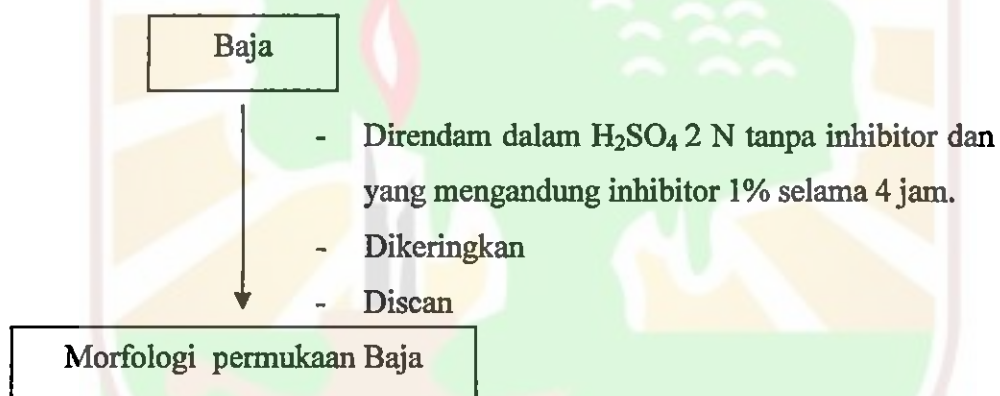 Baja
- Direndam dalam H₂SO₄ 2 N tanpa inhibitor dan
yang mengandung inhibitor 1% selama 4 jam.
- Dikeringkan
- Discan
Morfologi permukaan Baja